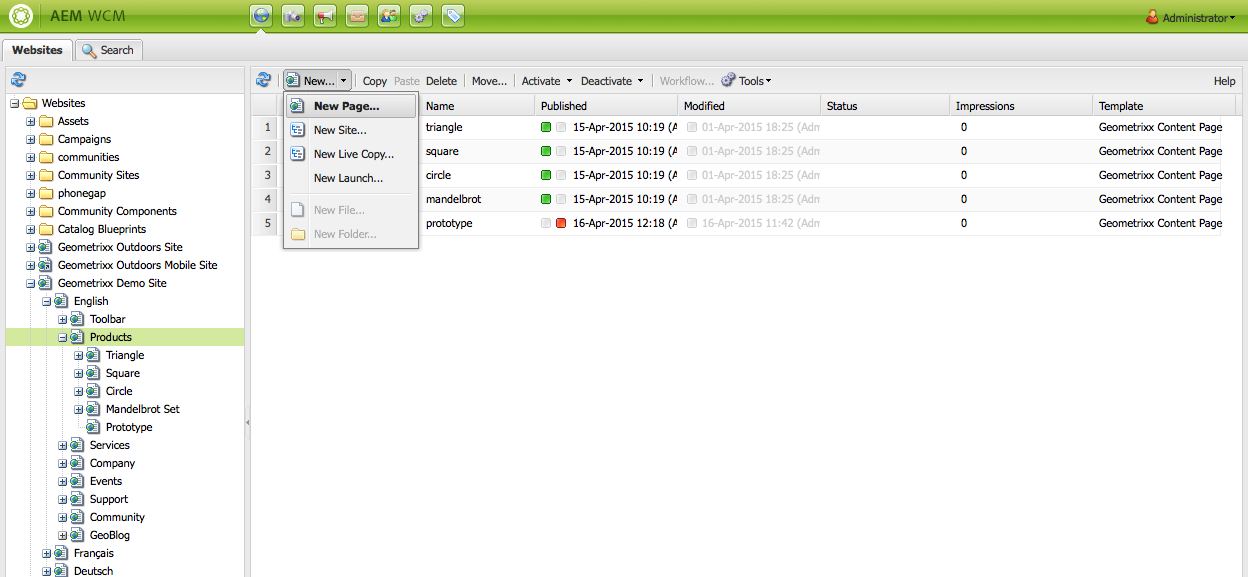 AEM WCM
Administrator
Websites
Search
New...
Copy
Paste
Delete
Move...
Activate
Deactivate
Workflow...
Tools
Help
Websites
Assets
Campaigns
communities
Community Sites
phonegap
Community Components
Catalog Blueprints
Geometrixx Outdoors Site
Geometrixx Outdoors Mobile Site
Geometrixx Demo Site
English
Toolbar
Products
Triangle
Square
Circle
Mandelbrot Set
Prototype
Services
Company
Events
Support
Community
GeoBlog
Français
Deutsch
New Page...
New Site...
New Live Copy...
New Launch...
New File...
New Folder...
Name Published Modified Status Impressions Template
1 triangle 15-Apr-2015 10:19 (A 01-Apr-2015 18:25 (Adm 0 Geometrixx Content Page
2 square 15-Apr-2015 10:19 (A 01-Apr-2015 18:25 (Adm 0 Geometrixx Content Page
3 circle 15-Apr-2015 10:19 (A 01-Apr-2015 18:25 (Adm 0 Geometrixx Content Page
4 mandelbrot 15-Apr-2015 10:19 (A 01-Apr-2015 18:25 (Adm 0 Geometrixx Content Page
5 prototype 16-Apr-2015 12:18 (A 16-Apr-2015 11:42 (Adm 0 Geometrixx Content Page